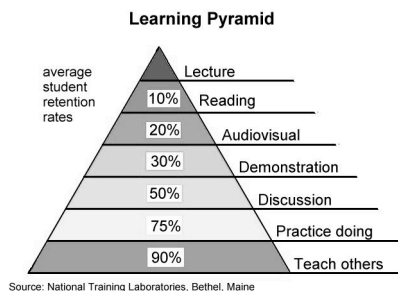 Learning Pyramid
average
student
retention
rates
Lecture
10% Reading
20% Audiovisual
30% Demonstration
50% Discussion
75% Practice doing
90% Teach others
Source: National Training Laboratories, Bethel, Maine